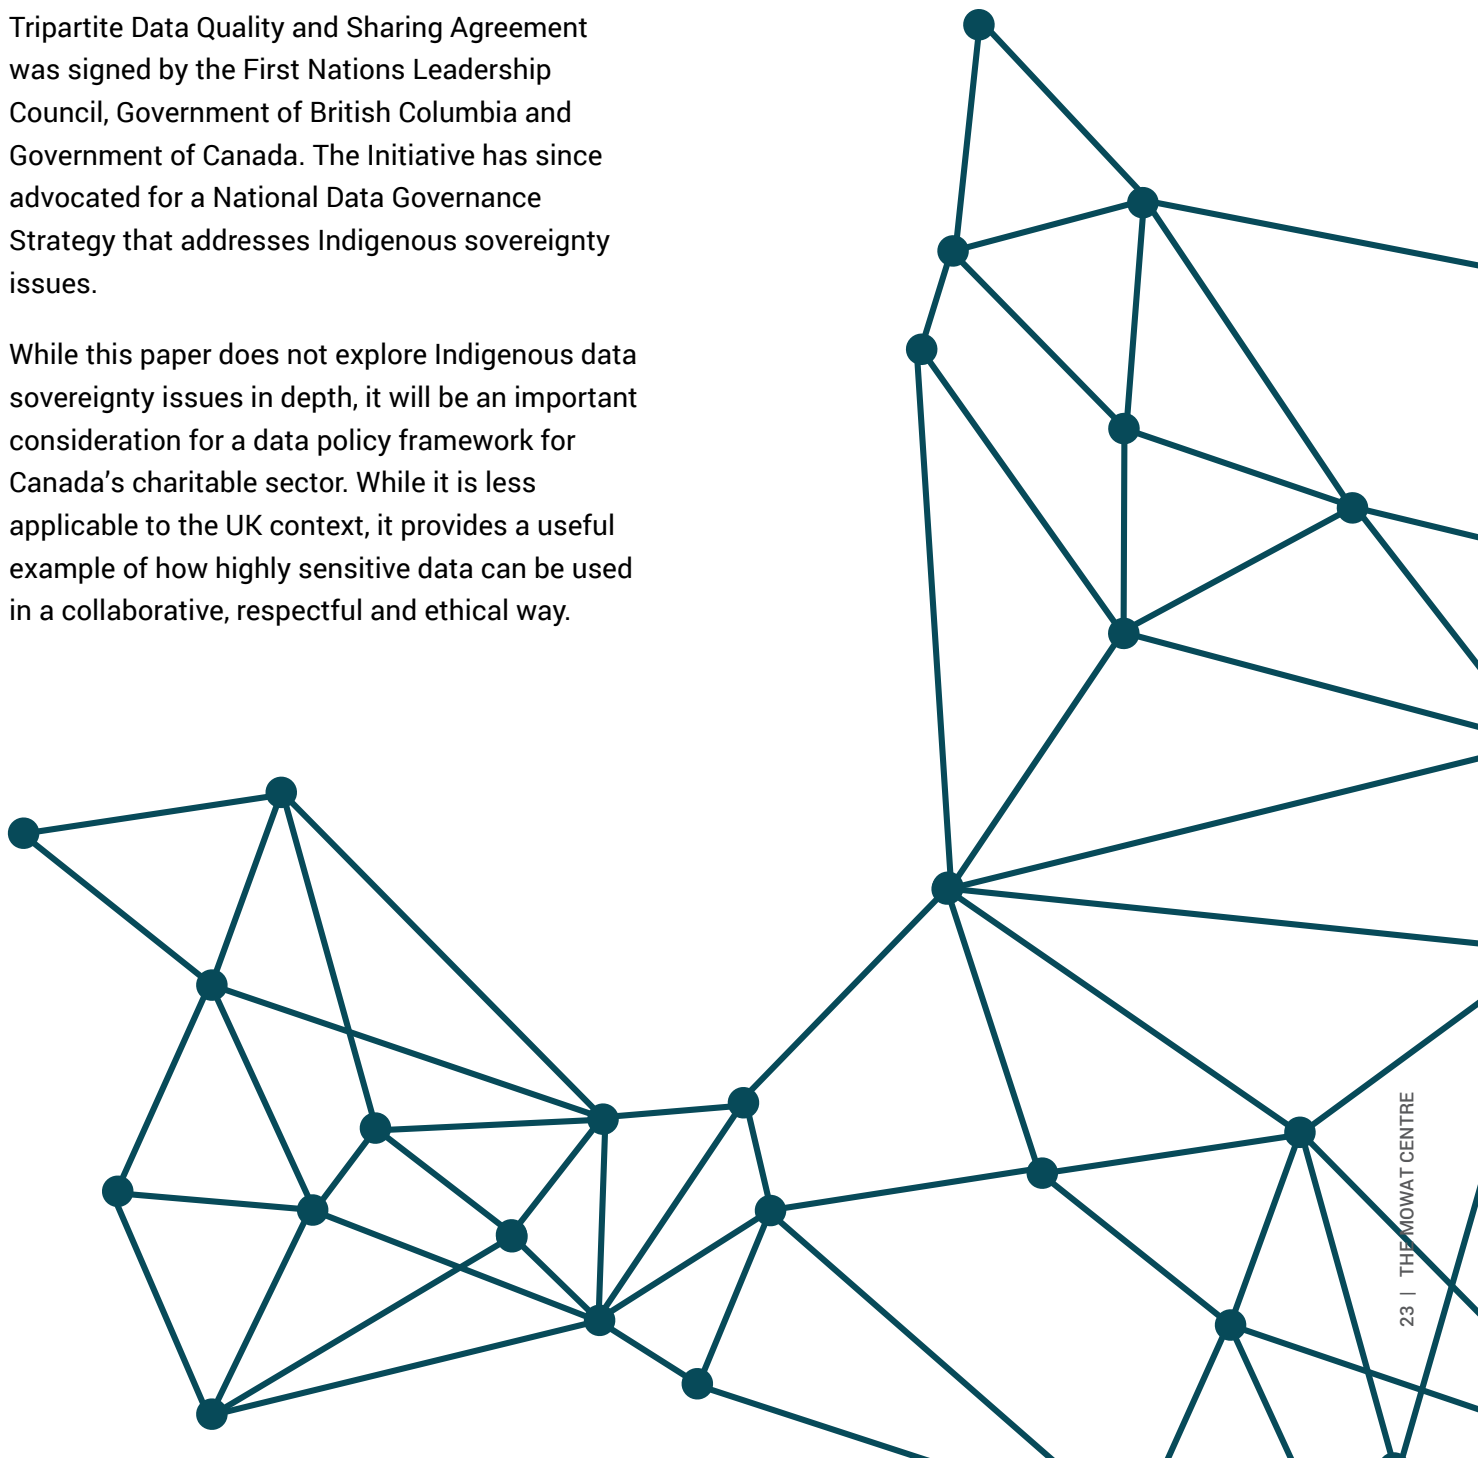 Tripartite Data Quality and Sharing Agreement
was signed by the First Nations Leadership
Council, Government of British Columbia and
Government of Canada. The Initiative has since
advocated for a National Data Governance
Strategy that addresses Indigenous sovereignty
issues.
While this paper does not explore Indigenous data
sovereignty issues in depth, it will be an important
consideration for a data policy framework for
Canada’s charitable sector. While it is less
applicable to the UK context, it provides a useful
example of how highly sensitive data can be used
in a collaborative, respectful and ethical way.
23 | THE MOWAT CENTRE